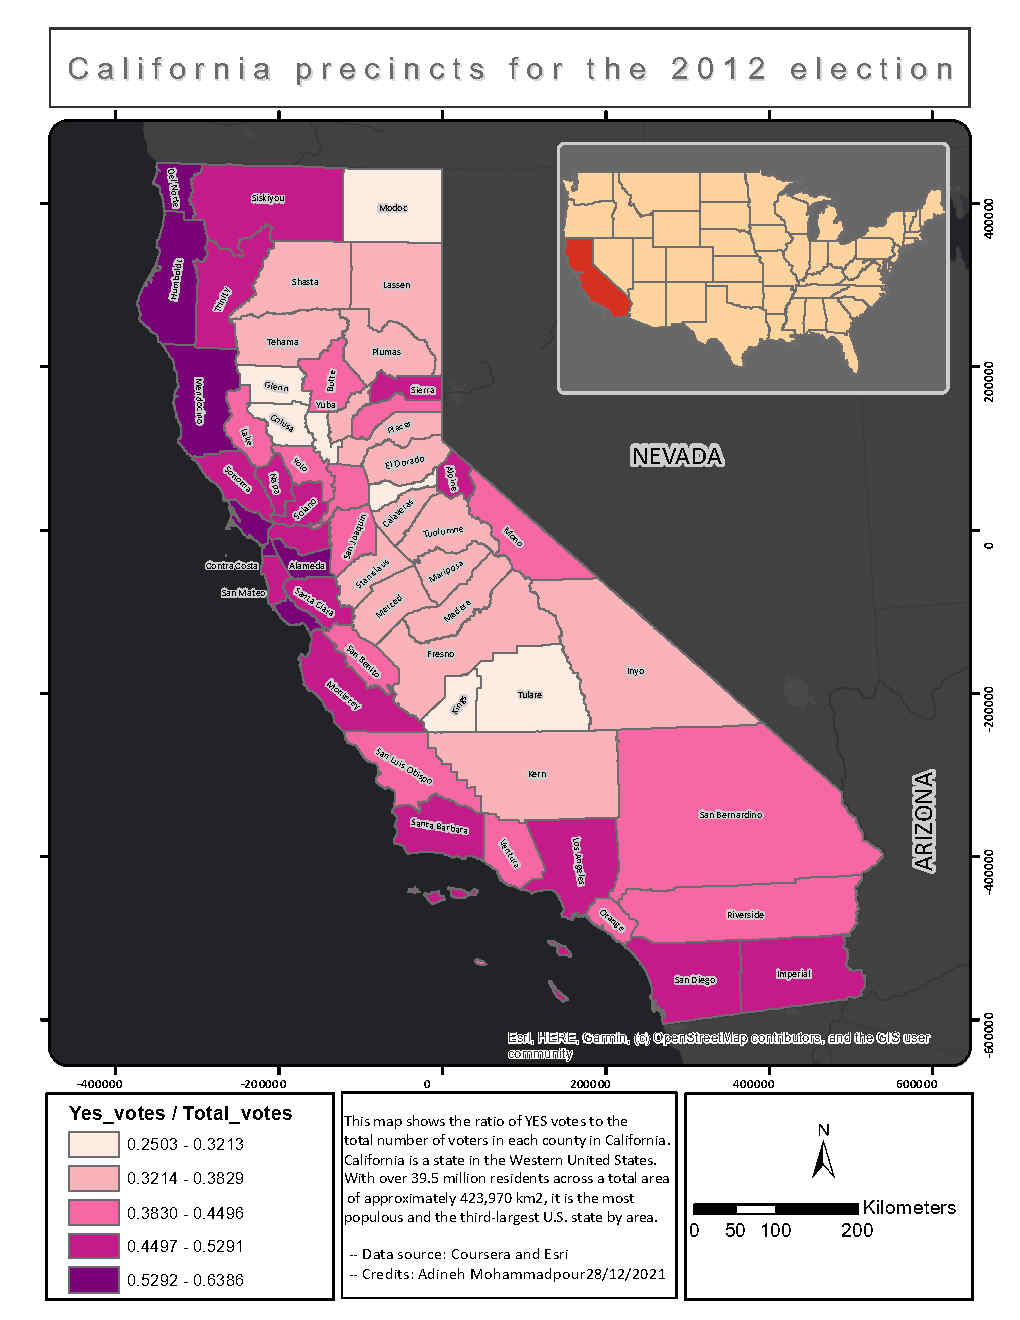 California precincts for the 2012 election
Del Norte
Siskiyou
Modoc
Humboldt
Trinity
Shasta
Lassen
Tehama
Plumas
Mendocino
Glenn
Butte
Sierra
Yuba
Colusa
Lake
Placer
Yolo
El Dorado
Sonoma
Napa
Alpine
Solano
Calaveras
San Joaquin
Tuolumne
Mono
Contra Costa
Alameda
Stanislaus
Mariposa
San Mateo
Santa Clara
Merced
Madera
San Benito
Fresno
Inyo
Monterey
Kings
Tulare
San Luis Obispo
Kern
San Bernardino
Santa Barbara
Ventura
Los Angeles
Orange
Riverside
San Diego
Imperial
NEVADA
ARIZONA
Esri, HERE, Garmin, (c) OpenStreetMap contributors, and the GIS user
community
400000
200000
0
-200000
-400000
-600000
-400000 -200000 0 200000 400000 600000
Yes_votes / Total_votes
0.2503 - 0.3213
0.3214 - 0.3829
0.3830 - 0.4496
0.4497 - 0.5291
0.5292 - 0.6386
This map shows the ratio of YES votes to the
total number of voters in each county in California.
California is a state in the Western United States.
With over 39.5 million residents across a total area
of approximately 423,970 km2, it is the most
populous and the third-largest U.S. state by area.
-- Data source: Coursera and Esri
-- Credits: Adineh Mohammadpour28/12/2021
N
Kilometers
0 50 100 200